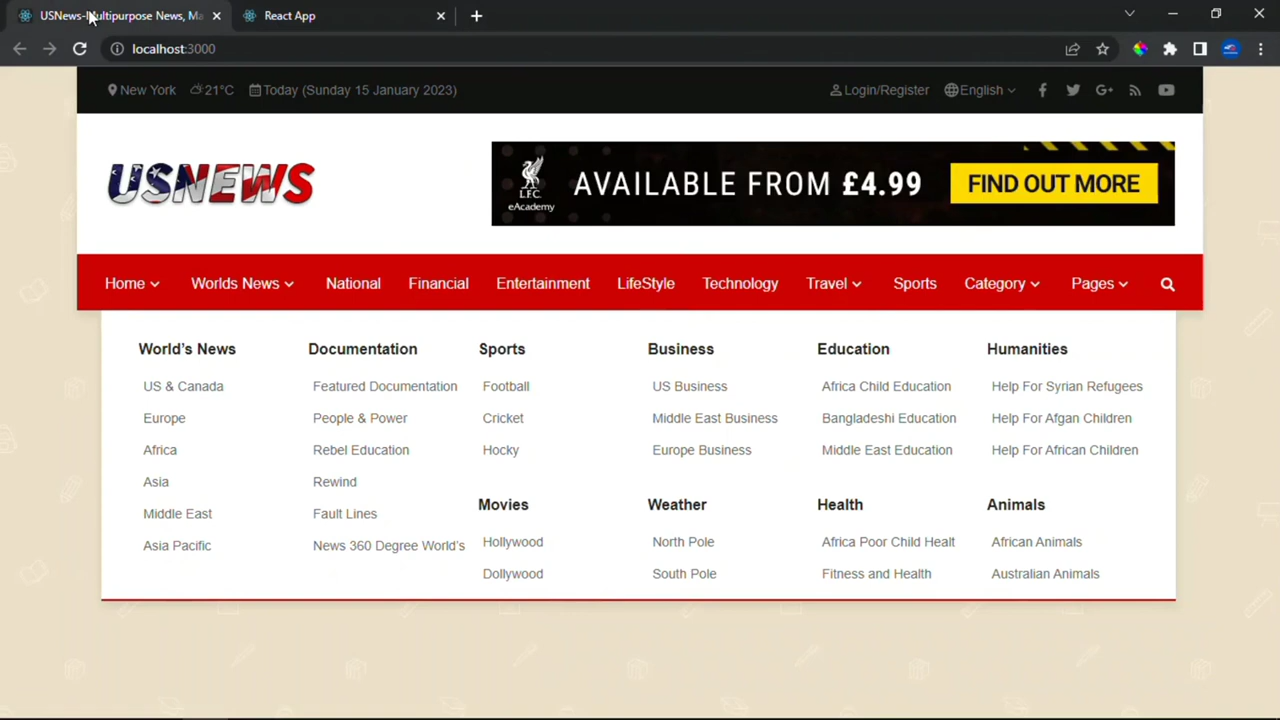 USNews-Multipurpose News, Ma
React App
localhost:3000
New York 21°C Today (Sunday 15 January 2023) Login/Register English
USNEWS
L.F.C.
eAcademy
AVAILABLE FROM £4.99 FIND OUT MORE
Home Worlds News National Financial Entertainment LifeStyle Technology Travel Sports Category Pages
World's News Documentation Sports Business Education Humanities
US & Canada Featured Documentation Football US Business Africa Child Education Help For Syrian Refugees
Europe People & Power Cricket Middle East Business Bangladeshi Education Help For Afgan Children
Africa Rebel Education Hocky Europe Business Middle East Education Help For African Children
Asia Rewind
Movies Weather Health Animals
Middle East Fault Lines
Asia Pacific News 360 Degree World's Hollywood North Pole Africa Poor Child Healt African Animals
Dollywood South Pole Fitness and Health Australian Animals